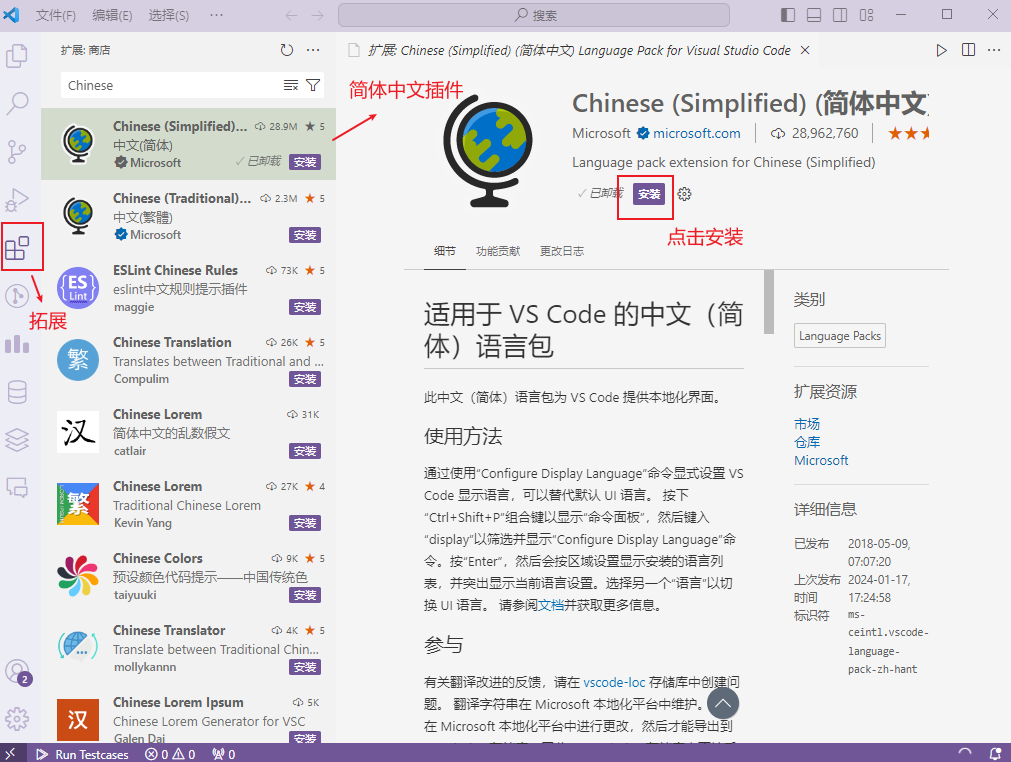 文件(F) 编辑(E) 选择(S) ··· 搜索
扩展: 商店
扩展: Chinese (Simplified) (简体中文) Language Pack for Visual Studio Code
Chinese
简体中文插件
Chinese (Simplified)... 28.9M ★ 5
中文(简体)
Microsoft ✓已卸载 安装
Chinese (Traditional)... 2.3M ★ 5
中文(繁體)
Microsoft 安装
ESLint Chinese Rules 73K ★ 5
eslint中文规则提示插件
maggie 安装
ES
Lint
拓展
Chinese Translation 26K ★ 5
Translates between Traditional and ...
Compulim 安装
繁
Chinese Lorem 31K
简体中文的乱数假文
catlair 安装
汉
Chinese Lorem 27K ★ 4
Traditional Chinese Lorem
Kevin Yang 安装
繁
Chinese Colors 9K ★ 5
预设颜色代码提示——中国传统色
taiyuuki 安装
Chinese Translator 4K ★ 5
Translate between Traditional Chin...
mollykannn 安装
Chinese Lorem Ipsum 5K
Chinese Lorem Generator for VSC
Galen Dai 安装
汉
2
Chinese (Simplified) (简体中文)
Microsoft microsoft.com 28,962,760
Language pack extension for Chinese (Simplified)
✓已卸载 安装
点击安装
细节 功能贡献 更改日志
适用于 VS Code 的中文（简
体）语言包
此中文（简体）语言包为 VS Code 提供本地化界面。
使用方法
通过使用“Configure Display Language”命令显式设置 VS
Code 显示语言，可以替代默认 UI 语言。 按下
“Ctrl+Shift+P”组合键以显示“命令面板”，然后键入
“display”以筛选并显示“Configure Display Language”命
令。按“Enter”，然后会按区域设置显示安装的语言列
表，并突出显示当前语言设置。选择另一个“语言”以切
换 UI 语言。 请参阅文档并获取更多信息。
参与
有关翻译改进的反馈，请在 vscode-loc 存储库中创建问
题。 翻译字符串在 Microsoft 本地化平台中维护。
在 Microsoft 本地化平台中进行更改，然后才能导出到
类别
Language Packs
扩展资源
市场
仓库
Microsoft
详细信息
已发布 2018-05-09,
07:07:20
上次发布 2024-01-17,
时间 17:24:58
标识符 ms-
ceintl.vscode-
language-
pack-zh-hant
Run Testcases 0 0 0